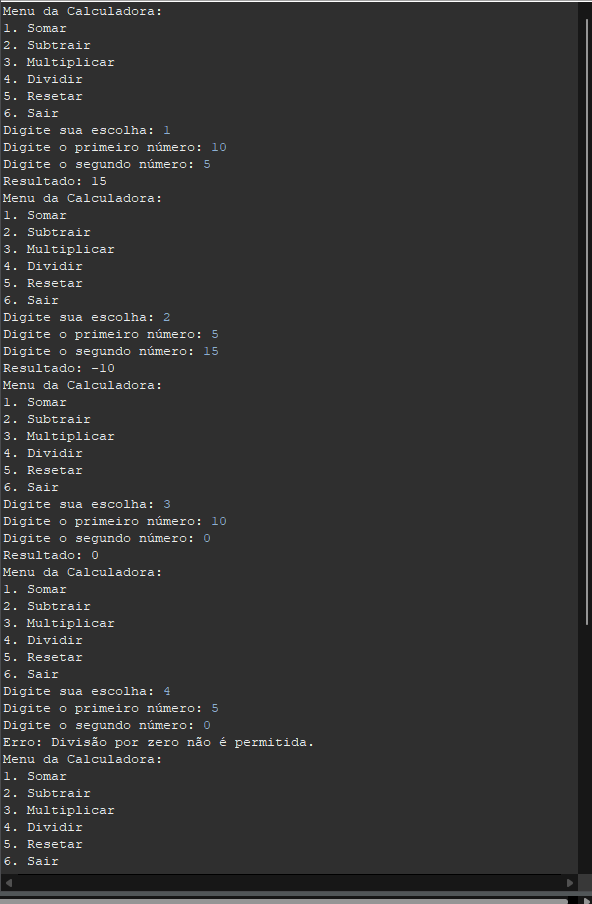 Menu da Calculadora:
1. Somar
2. Subtrair
3. Multiplicar
4. Dividir
5. Resetar
6. Sair
Digite sua escolha: 1
Digite o primeiro número: 10
Digite o segundo número: 5
Resultado: 15
Menu da Calculadora:
1. Somar
2. Subtrair
3. Multiplicar
4. Dividir
5. Resetar
6. Sair
Digite sua escolha: 2
Digite o primeiro número: 5
Digite o segundo número: 15
Resultado: -10
Menu da Calculadora:
1. Somar
2. Subtrair
3. Multiplicar
4. Dividir
5. Resetar
6. Sair
Digite sua escolha: 3
Digite o primeiro número: 10
Digite o segundo número: 0
Resultado: 0
Menu da Calculadora:
1. Somar
2. Subtrair
3. Multiplicar
4. Dividir
5. Resetar
6. Sair
Digite sua escolha: 4
Digite o primeiro número: 5
Digite o segundo número: 0
Erro: Divisão por zero não é permitida.
Menu da Calculadora:
1. Somar
2. Subtrair
3. Multiplicar
4. Dividir
5. Resetar
6. Sair